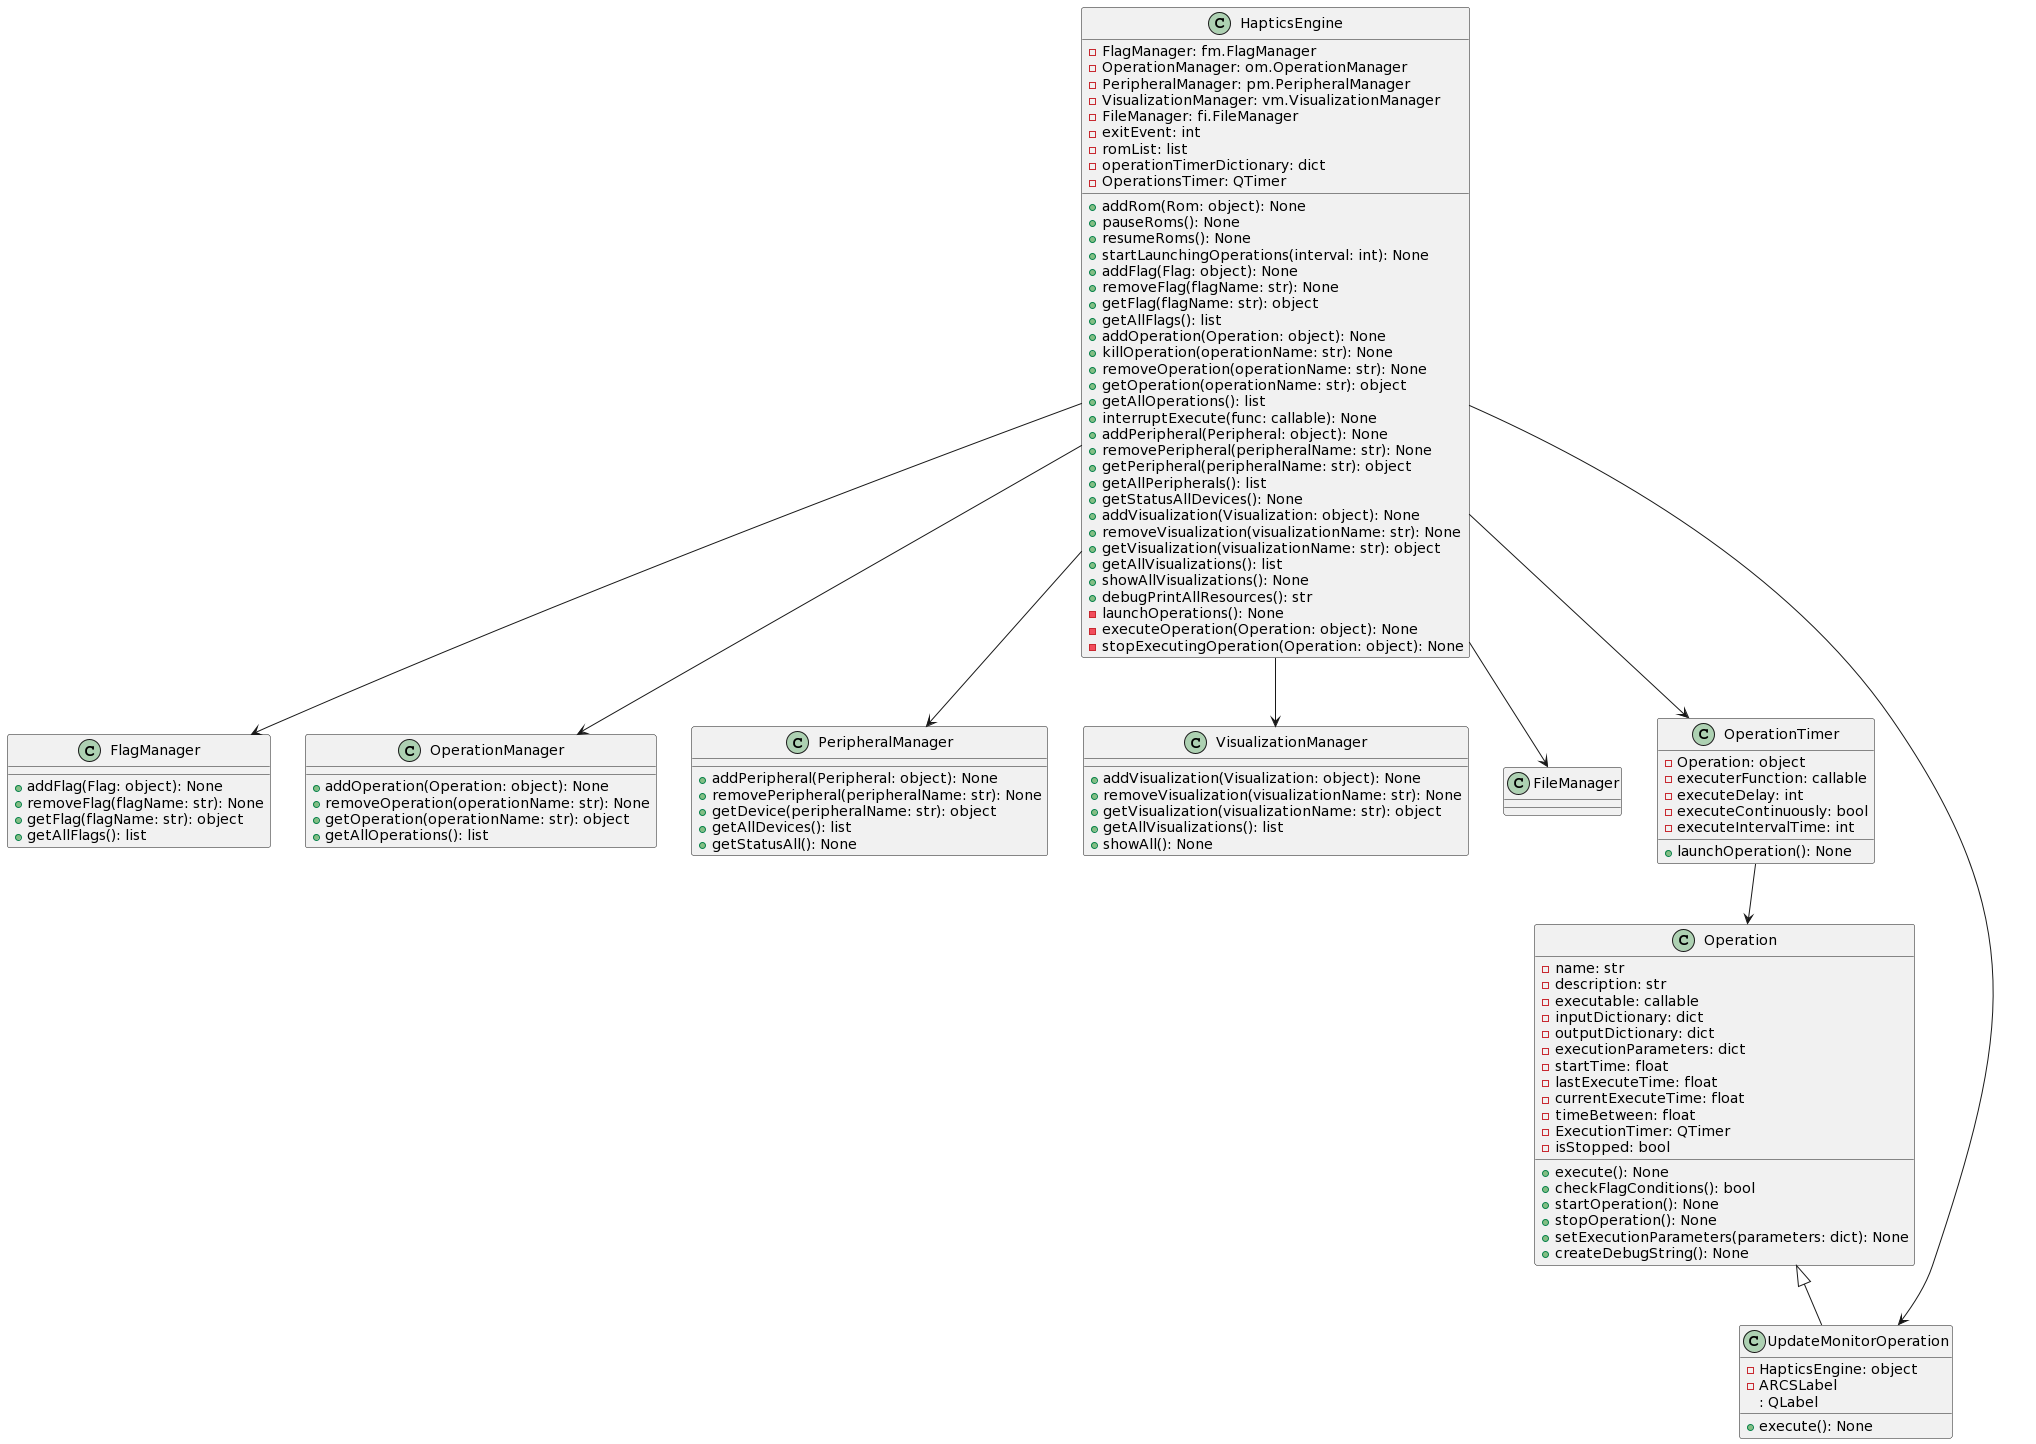 C HapticsEngine
FlagManager: fm.FlagManager
OperationManager: om.OperationManager
PeripheralManager: pm.PeripheralManager
VisualizationManager: vm.VisualizationManager
FileManager: fi.FileManager
exitEvent: int
romList: list
operationTimerDictionary: dict
OperationsTimer: QTimer
addRom(Rom: object): None
pauseRoms(): None
resumeRoms(): None
startLaunchingOperations(interval: int): None
addFlag(Flag: object): None
removeFlag(flagName: str): None
getFlag(flagName: str): object
getAllFlags(): list
addOperation(Operation: object): None
killOperation(operationName: str): None
removeOperation(operationName: str): None
getOperation(operationName: str): object
getAllOperations(): list
interruptExecute(func: callable): None
addPeripheral(Peripheral: object): None
removePeripheral(peripheralName: str): None
getPeripheral(peripheralName: str): object
getAllPeripherals(): list
getStatusAllDevices(): None
addVisualization(Visualization: object): None
removeVisualization(visualizationName: str): None
getVisualization(visualizationName: str): object
getAllVisualizations(): list
showAllVisualizations(): None
debugPrintAllResources(): str
launchOperations(): None
executeOperation(Operation: object): None
stopExecutingOperation(Operation: object): None
C FlagManager
addFlag(Flag: object): None
removeFlag(flagName: str): None
getFlag(flagName: str): object
getAllFlags(): list
C OperationManager
addOperation(Operation: object): None
removeOperation(operationName: str): None
getOperation(operationName: str): object
getAllOperations(): list
C PeripheralManager
addPeripheral(Peripheral: object): None
removePeripheral(peripheralName: str): None
getDevice(peripheralName: str): object
getAllDevices(): list
getStatusAll(): None
C VisualizationManager
addVisualization(Visualization: object): None
removeVisualization(visualizationName: str): None
getVisualization(visualizationName: str): object
getAllVisualizations(): list
showAll(): None
C FileManager
C OperationTimer
Operation: object
executerFunction: callable
executeDelay: int
executeContinuously: bool
executeIntervalTime: int
launchOperation(): None
C Operation
name: str
description: str
executable: callable
inputDictionary: dict
outputDictionary: dict
executionParameters: dict
startTime: float
lastExecuteTime: float
currentExecuteTime: float
timeBetween: float
ExecutionTimer: QTimer
isStopped: bool
execute(): None
checkFlagConditions(): bool
startOperation(): None
stopOperation(): None
setExecutionParameters(parameters: dict): None
createDebugString(): None
C UpdateMonitorOperation
HapticsEngine: object
ARCSLabel
: QLabel
execute(): None